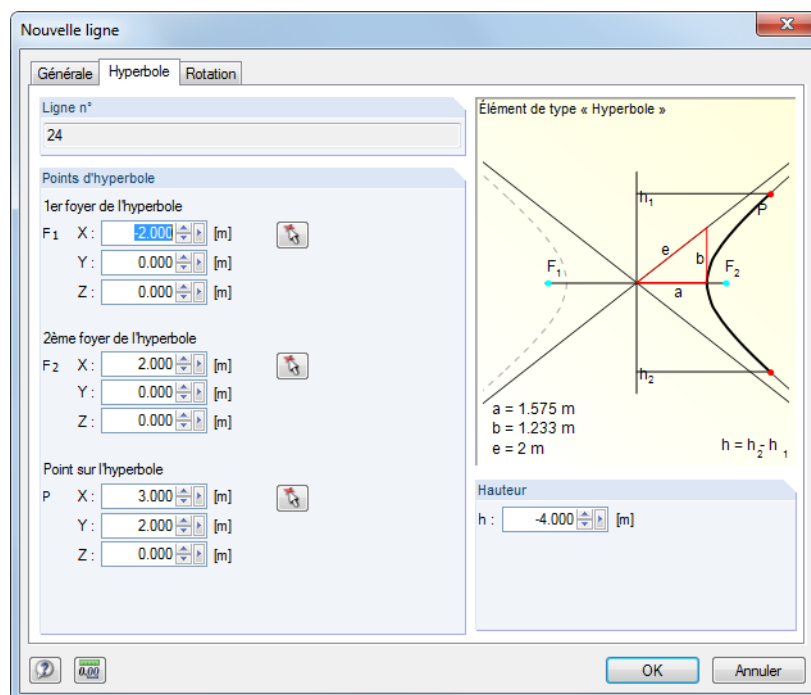 Nouvelle ligne
Générale Hyperbole Rotation
Ligne n°
24
Points d'hyperbole
1er foyer de l'hyperbole
F1 X : -2.000 [m]
Y : 0.000 [m]
Z : 0.000 [m]
2ème foyer de l'hyperbole
F2 X : 2.000 [m]
Y : 0.000 [m]
Z : 0.000 [m]
Point sur l'hyperbole
P X : 3.000 [m]
Y : 2.000 [m]
Z : 0.000 [m]
Élément de type « Hyperbole »
h1
P
e
b
F1
F2
a
h2
a = 1.575 m
b = 1.233 m
e = 2 m
h = h2- h1
Hauteur
h : -4.000 [m]
0.00
OK Annuler